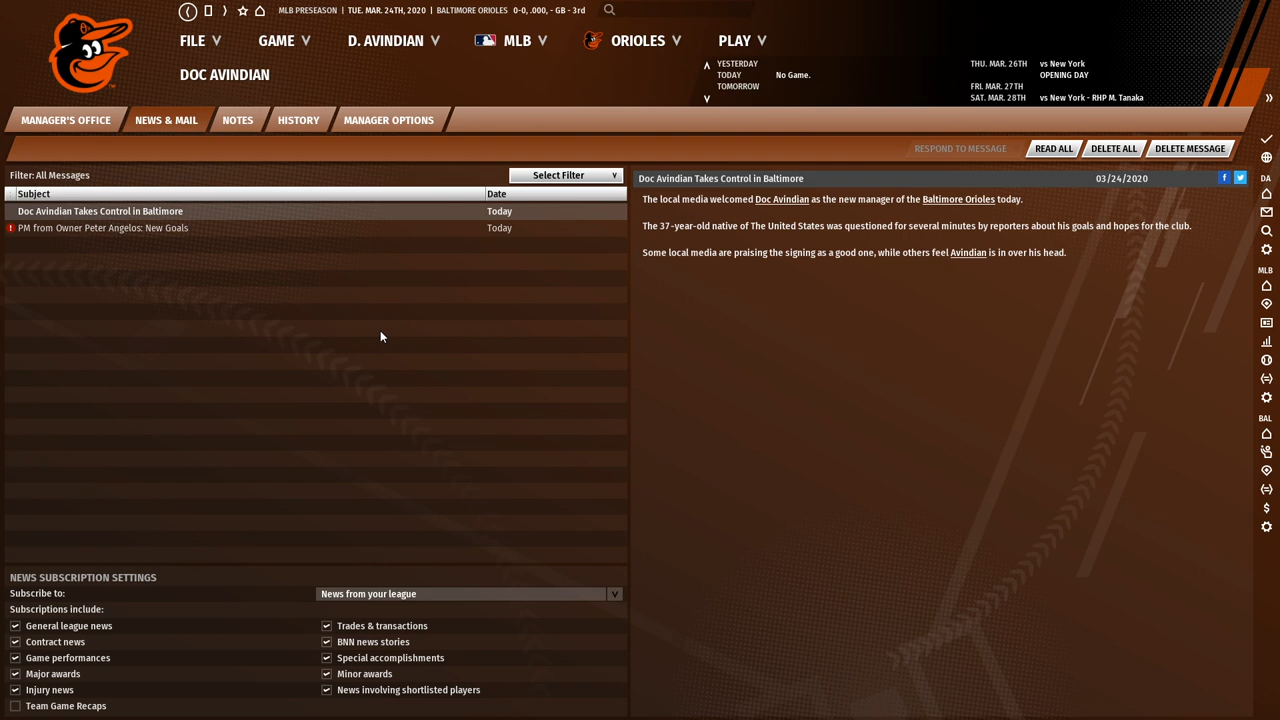 MLB PRESEASON | TUE. MAR. 24TH, 2020 | BALTIMORE ORIOLES 0-0, .000, - GB - 3rd
FILE GAME D. AVINDIAN MLB ORIOLES PLAY
DOC AVINDIAN
YESTERDAY
TODAY No Game.
TOMORROW
THU. MAR. 26TH vs New York
OPENING DAY
FRI. MAR. 27TH
SAT. MAR. 28TH vs New York - RHP M. Tanaka
MANAGER'S OFFICE NEWS & MAIL NOTES HISTORY MANAGER OPTIONS
RESPOND TO MESSAGE READ ALL DELETE ALL DELETE MESSAGE
Filter: All Messages Select Filter
Subject Date
Doc Avindian Takes Control in Baltimore Today
PM from Owner Peter Angelos: New Goals Today
Doc Avindian Takes Control in Baltimore 03/24/2020
The local media welcomed Doc Avindian as the new manager of the Baltimore Orioles today.
The 37-year-old native of The United States was questioned for several minutes by reporters about his goals and hopes for the club.
Some local media are praising the signing as a good one, while others feel Avindian is in over his head.
NEWS SUBSCRIPTION SETTINGS
Subscribe to: News from your league
Subscriptions include:
General league news Trades & transactions
Contract news BNN news stories
Game performances Special accomplishments
Major awards Minor awards
Injury news News involving shortlisted players
Team Game Recaps
DA
MLB
BAL